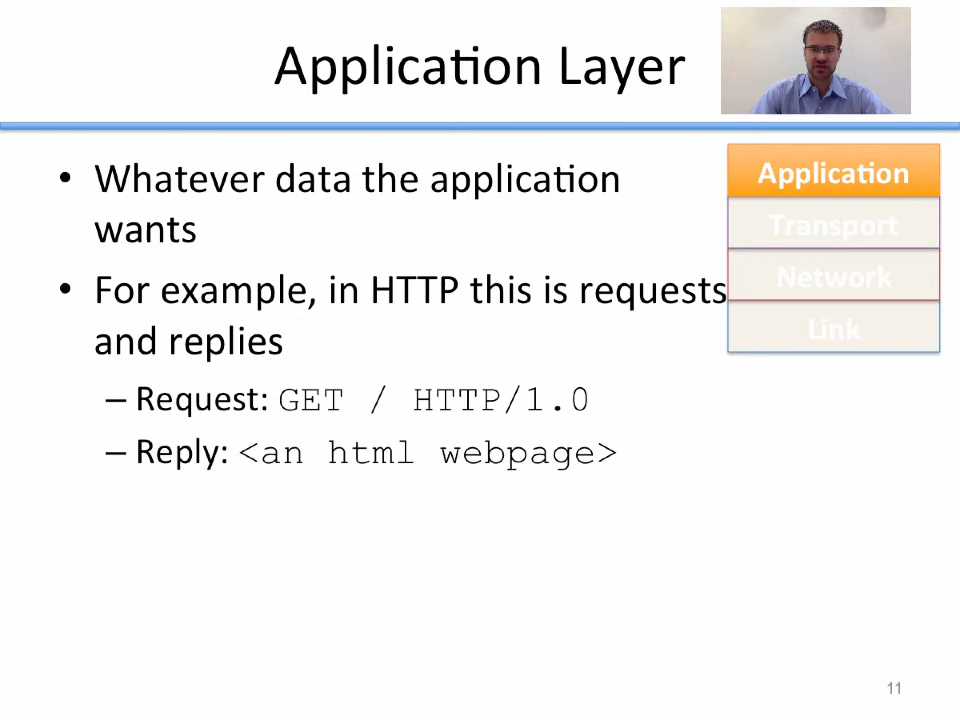 Application Layer
• Whatever data the application
wants
• For example, in HTTP this is requests
and replies
– Request: GET / HTTP/1.0
– Reply: <an html webpage>
Application
Transport
Network
Link
11